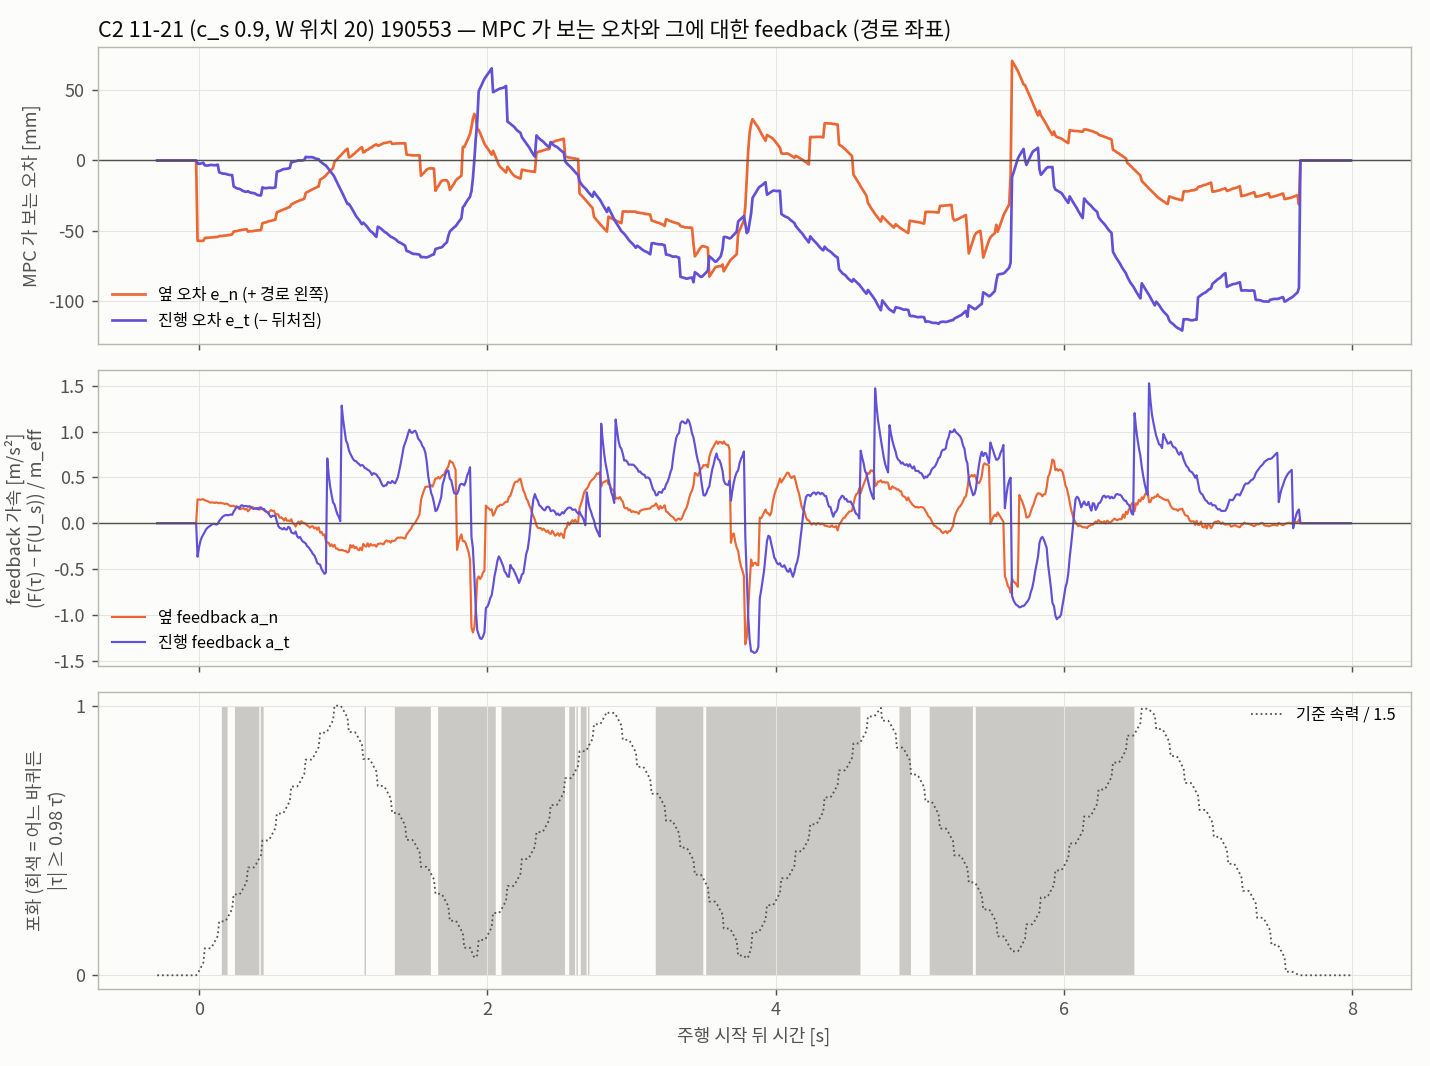 C2 11-21 (c_s 0.9, W 위치 20) 190553 — MPC 가 보는 오차와 그에 대한 feedback (경로 좌표)
MPC 가 보는 오차 [mm]
50
0
-50
-100
옆 오차 e_n (+ 경로 왼쪽)
진행 오차 e_t (− 뒤처짐)
feedback 가속 [m/s²]
(F(τ) − F(U_s)) / m_eff
1.5
1.0
0.5
0.0
-0.5
-1.0
-1.5
옆 feedback a_n
진행 feedback a_t
포화 (회색 = 어느 바퀴든
|τ| ≥ 0.98 τ̄)
1
0
기준 속력 / 1.5
0 2 4 6 8
주행 시작 뒤 시간 [s]